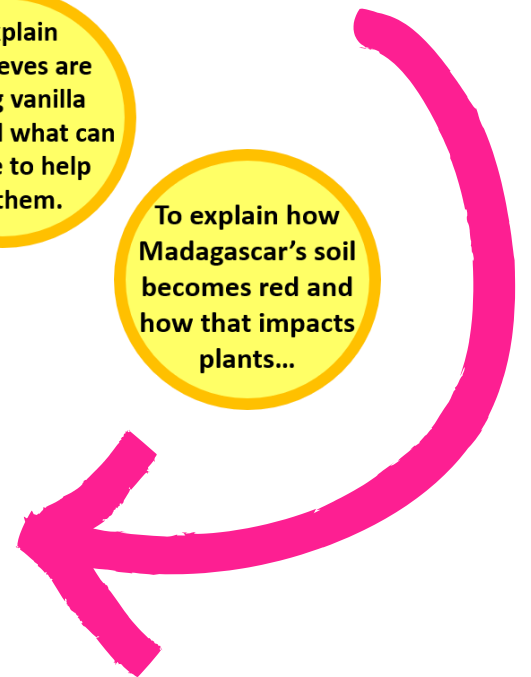 plain
eves are
g vanilla
what can
e to help
them.
To explain how
Madagascar’s soil
becomes red and
how that impacts
plants…